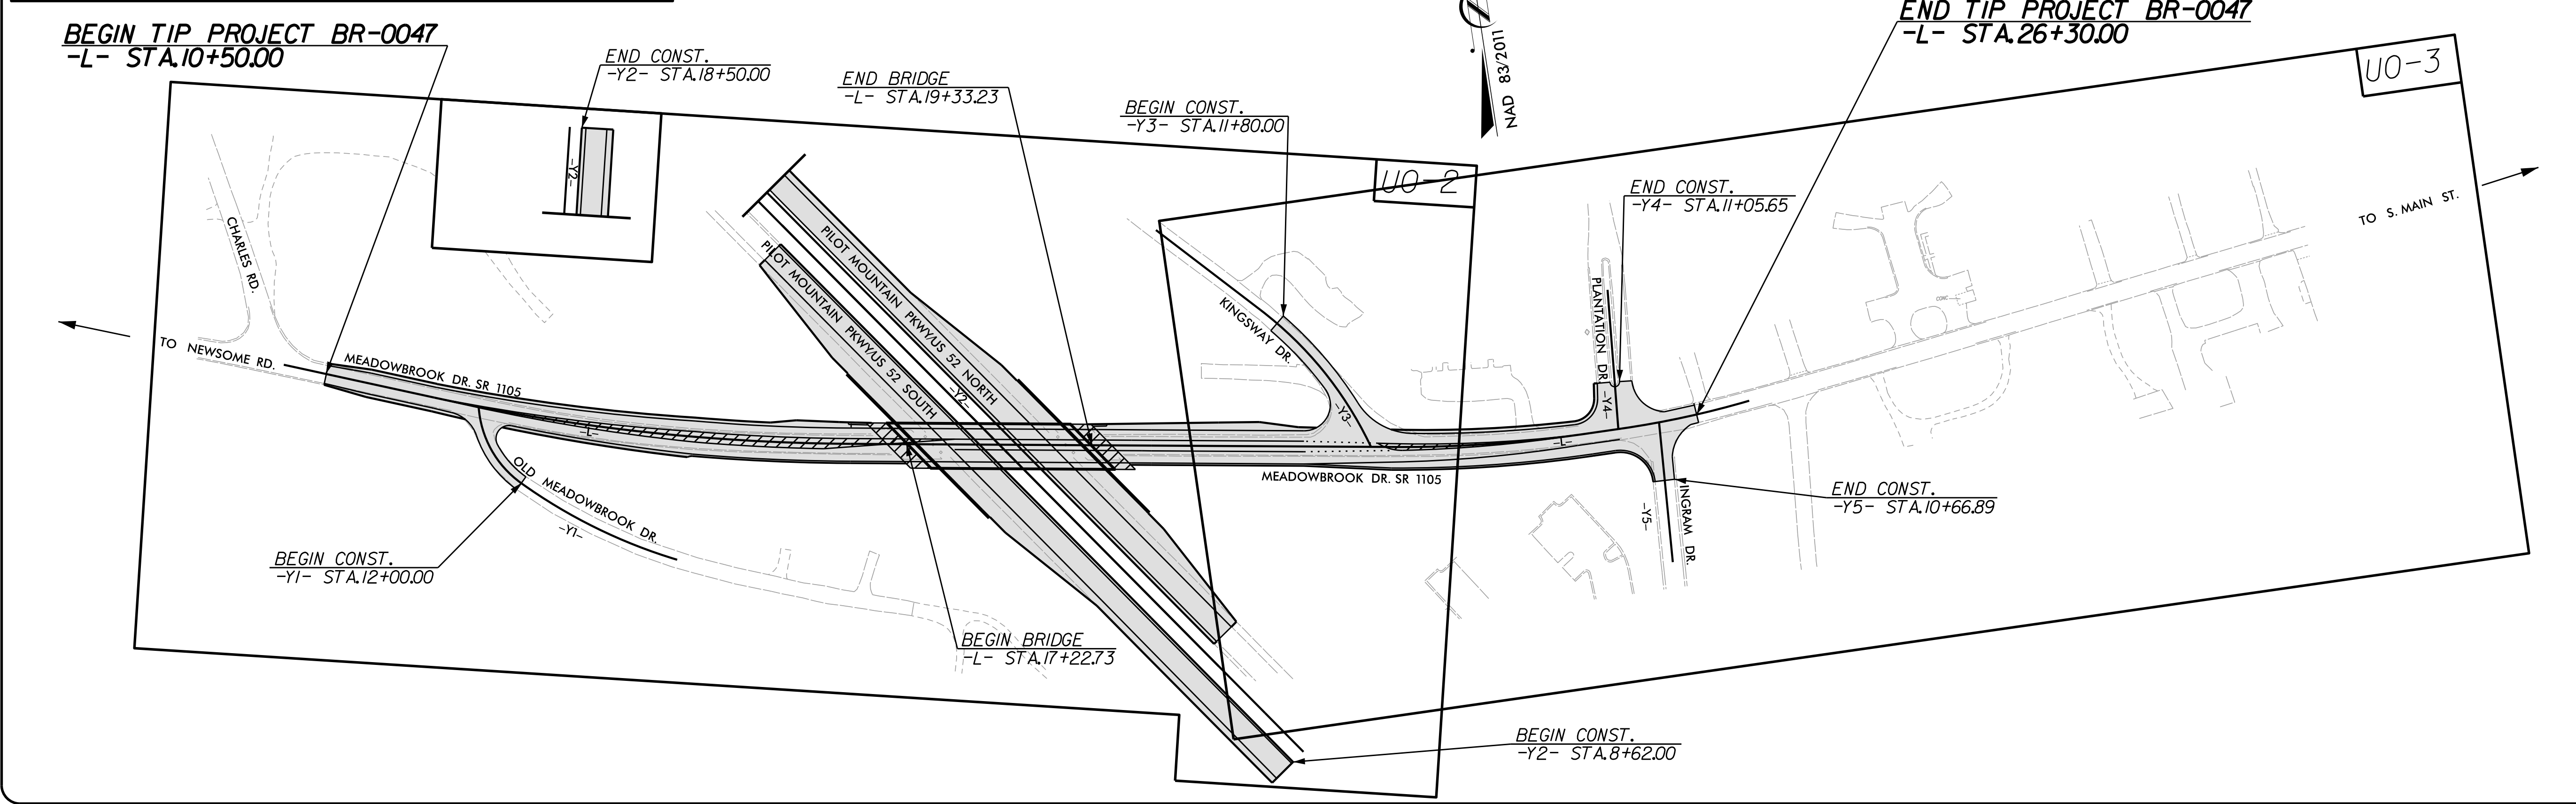 BEGIN TIP PROJECT BR-0047
-L- STA.10+50.00
END CONST.
-Y2- STA.18+50.00
END BRIDGE
-L- STA.19+33.23
BEGIN CONST.
-Y3- STA.11+80.00
NAD 83/2011
END TIP PROJECT BR-0047
-L- STA.26+30.00
UO-3
-Y2-
UO-2
END CONST.
-Y4- STA.11+05.65
TO S. MAIN ST.
CHARLES RD.
PILOT MOUNTAIN PKWY/US 52 NORTH
PILOT MOUNTAIN PKWY/US 52 SOUTH
-Y2-
KINGSWAY DR.
-Y3-
PLANTATION DR.
-Y4-
CONC
TO NEWSOME RD.
MEADOWBROOK DR. SR 1105
-L-
-L-
MEADOWBROOK DR. SR 1105
OLD MEADOWBROOK DR.
-Y1-
INGRAM DR.
-Y5-
END CONST.
-Y5- STA.10+66.89
BEGIN CONST.
-Y1- STA.12+00.00
BEGIN BRIDGE
-L- STA.17+22.73
BEGIN CONST.
-Y2- STA.8+62.00